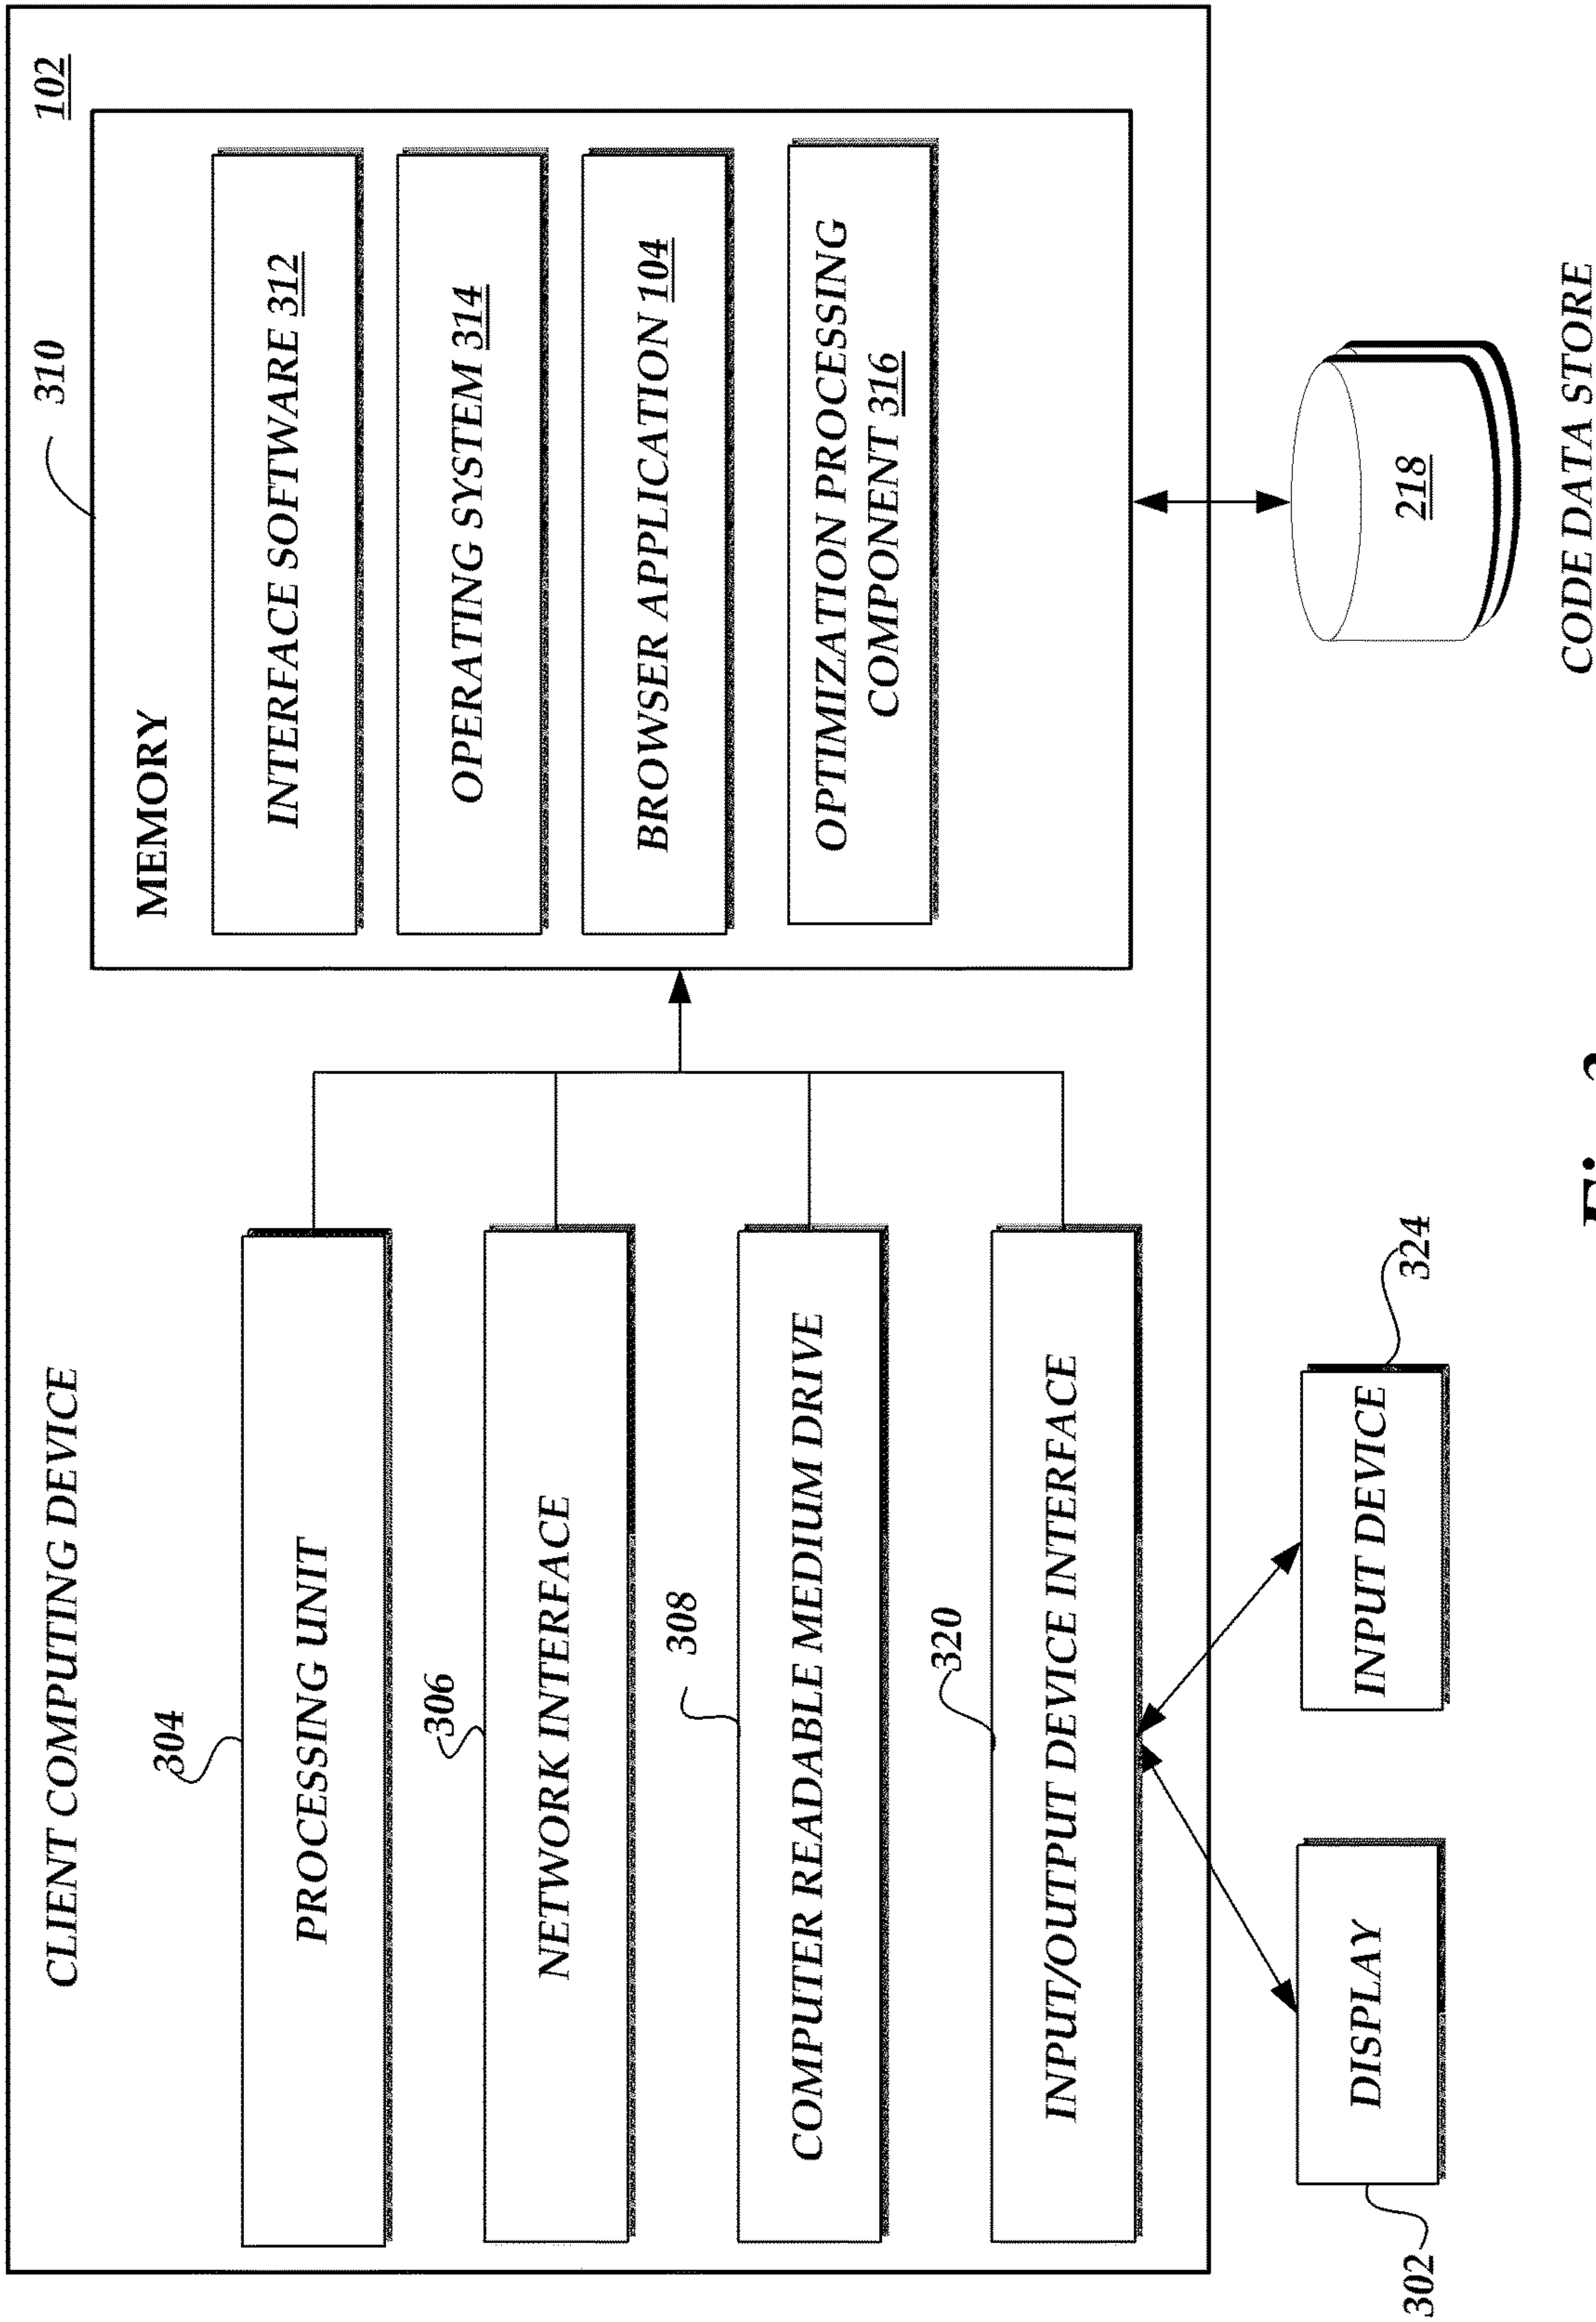 CLIENT COMPUTING DEVICE
102
304
PROCESSING UNIT
306
NETWORK INTERFACE
308
COMPUTER READABLE MEDIUM DRIVE
320
INPUT/OUTPUT DEVICE INTERFACE
310
MEMORY
INTERFACE SOFTWARE 312
OPERATING SYSTEM 314
BROWSER APPLICATION 104
OPTIMIZATION PROCESSING
COMPONENT 316
302
DISPLAY
INPUT DEVICE
324
218
CODE DATA STORE